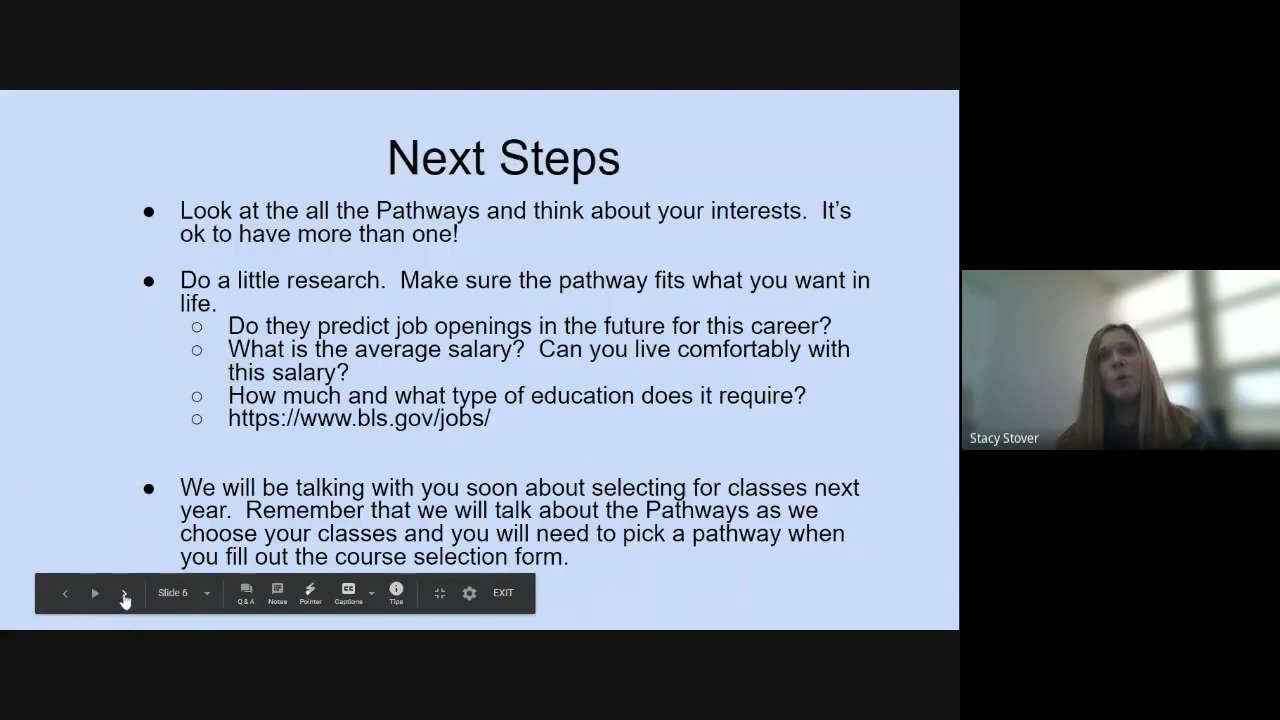 Next Steps
● Look at the all the Pathways and think about your interests.  It's
ok to have more than one!
● Do a little research.  Make sure the pathway fits what you want in
life.
○ Do they predict job openings in the future for this career?
○ What is the average salary?  Can you live comfortably with
this salary?
○ How much and what type of education does it require?
○ https://www.bls.gov/jobs/
● We will be talking with you soon about selecting for classes next
year.  Remember that we will talk about the Pathways as we
choose your classes and you will need to pick a pathway when
you fill out the course selection form.
Slide 6
Q & A
Notes
Pointer
CC
Captions
Tips
EXIT
Stacy Stover